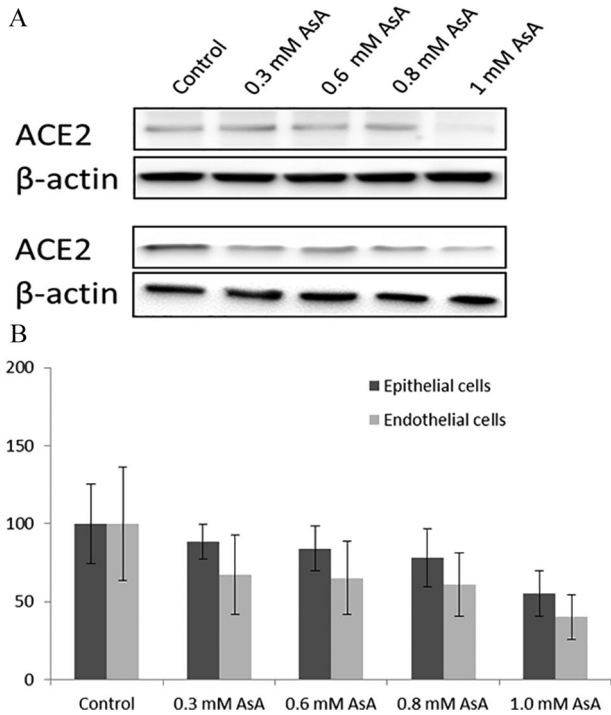 A
Control
0.3 mM AsA
0.6 mM AsA
0.8 mM AsA
1 mM AsA
ACE2
β-actin
ACE2
β-actin
B
200
150
100
50
0
Epithelial cells
Endothelial cells
Control
0.3 mM AsA
0.6 mM AsA
0.8 mM AsA
1.0 mM AsA